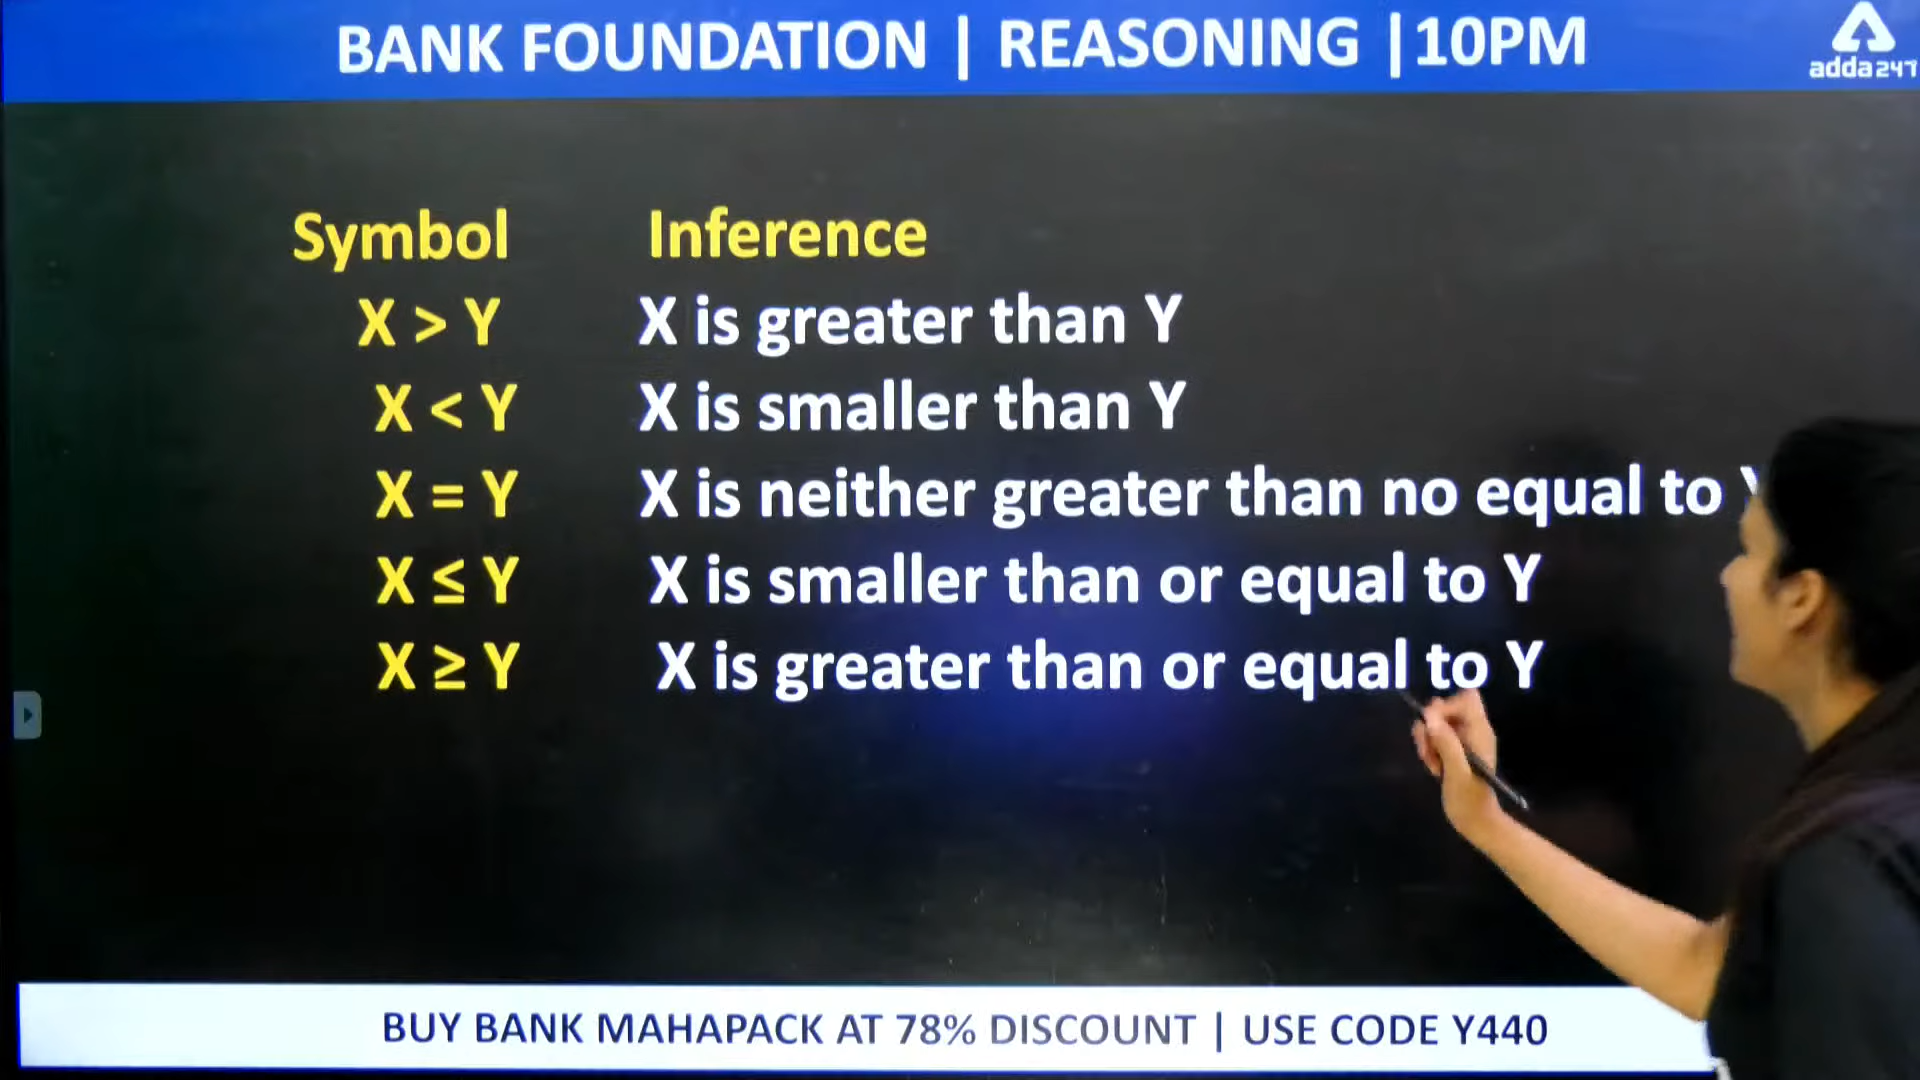 BANK FOUNDATION | REASONING |10PM
adda247
Symbol Inference
X > Y X is greater than Y
X < Y X is smaller than Y
X = Y X is neither greater than no equal to
X ≤ Y X is smaller than or equal to Y
X ≥ Y X is greater than or equal to Y
BUY BANK MAHAPACK AT 78% DISCOUNT | USE CODE Y440